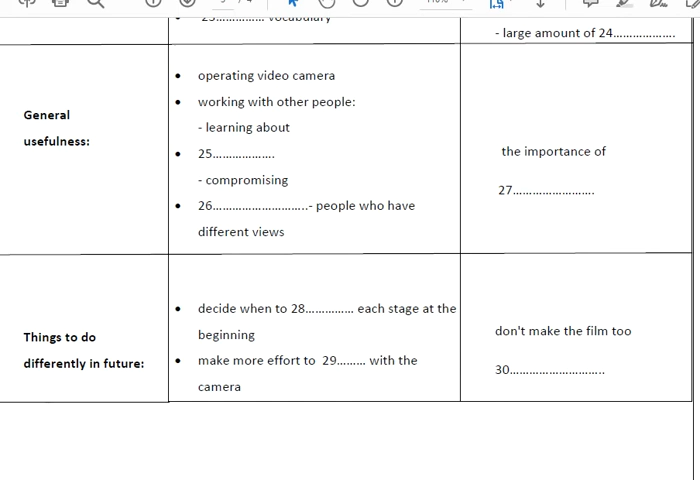 - large amount of 24...................
General
usefulness:
• operating video camera
• working with other people:
- learning about
• 25...................
- compromising
• 26............................- people who have
different views
the importance of
27.........................
Things to do
differently in future:
• decide when to 28............... each stage at the
beginning
• make more effort to 29......... with the
camera
don't make the film too
30.............................